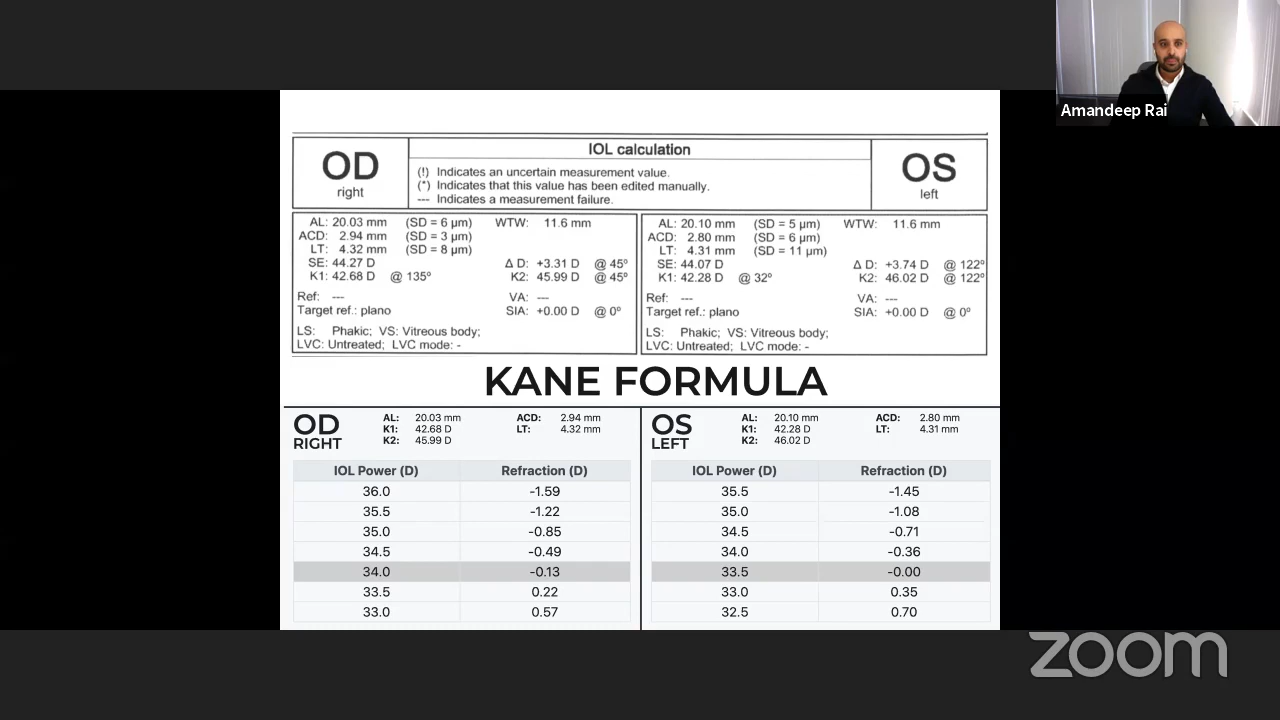 Amandeep Rai
OD
right
IOL calculation
(!) Indicates an uncertain measurement value.
(*) Indicates that this value has been edited manually.
--- Indicates a measurement failure.
OS
left
AL: 20.03 mm (SD = 6 µm) WTW: 11.6 mm
ACD: 2.94 mm (SD = 3 µm)
LT: 4.32 mm (SD = 8 µm)
SE: 44.27 D Δ D: +3.31 D @ 45º
K1: 42.68 D @ 135º K2: 45.99 D @ 45º
Ref: --- VA: ---
Target ref.: plano SIA: +0.00 D @ 0º
LS: Phakic; VS: Vitreous body;
LVC: Untreated; LVC mode: -
AL: 20.10 mm (SD = 5 µm) WTW: 11.6 mm
ACD: 2.80 mm (SD = 6 µm)
LT: 4.31 mm (SD = 11 µm)
SE: 44.07 D Δ D: +3.74 D @ 122º
K1: 42.28 D @ 32º K2: 46.02 D @ 122º
Ref: --- VA: ---
Target ref.: plano SIA: +0.00 D @ 0º
LS: Phakic; VS: Vitreous body;
LVC: Untreated; LVC mode: -
KANE FORMULA
OD
RIGHT
AL: 20.03 mm ACD: 2.94 mm
K1: 42.68 D LT: 4.32 mm
K2: 45.99 D
IOL Power (D) Refraction (D)
36.0 -1.59
35.5 -1.22
35.0 -0.85
34.5 -0.49
34.0 -0.13
33.5 0.22
33.0 0.57
OS
LEFT
AL: 20.10 mm ACD: 2.80 mm
K1: 42.28 D LT: 4.31 mm
K2: 46.02 D
IOL Power (D) Refraction (D)
35.5 -1.45
35.0 -1.08
34.5 -0.71
34.0 -0.36
33.5 -0.00
33.0 0.35
32.5 0.70
zoom